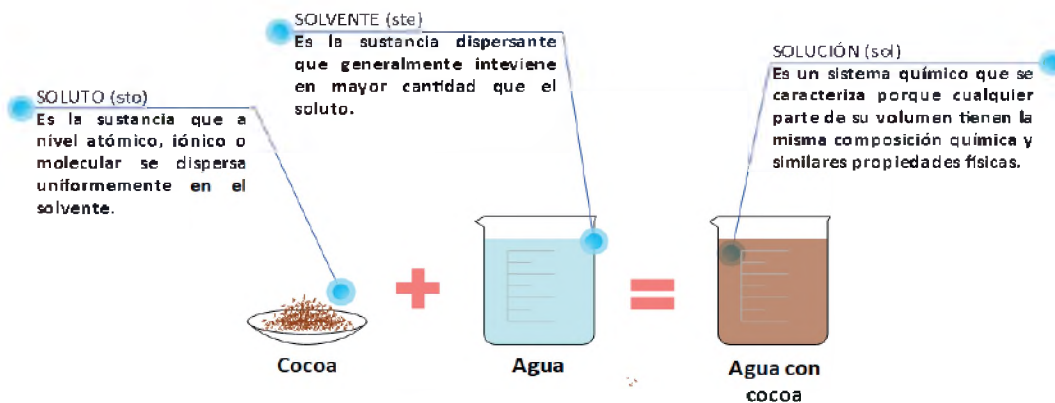 SOLUTO (sto)
Es la sustancia que a
nivel atómico, iónico o
molecular se dispersa
uniformemente en el
solvente.
SOLVENTE (ste)
Es la sustancia dispersante
que generalmente inteviene
en mayor cantidad que el
soluto.
SOLUCIÓN (sol)
Es un sistema químico que se
caracteriza porque cualquier
parte de su volumen tienen la
misma composición química y
similares propiedades físicas.
Cocoa
Agua
Agua con
cocoa